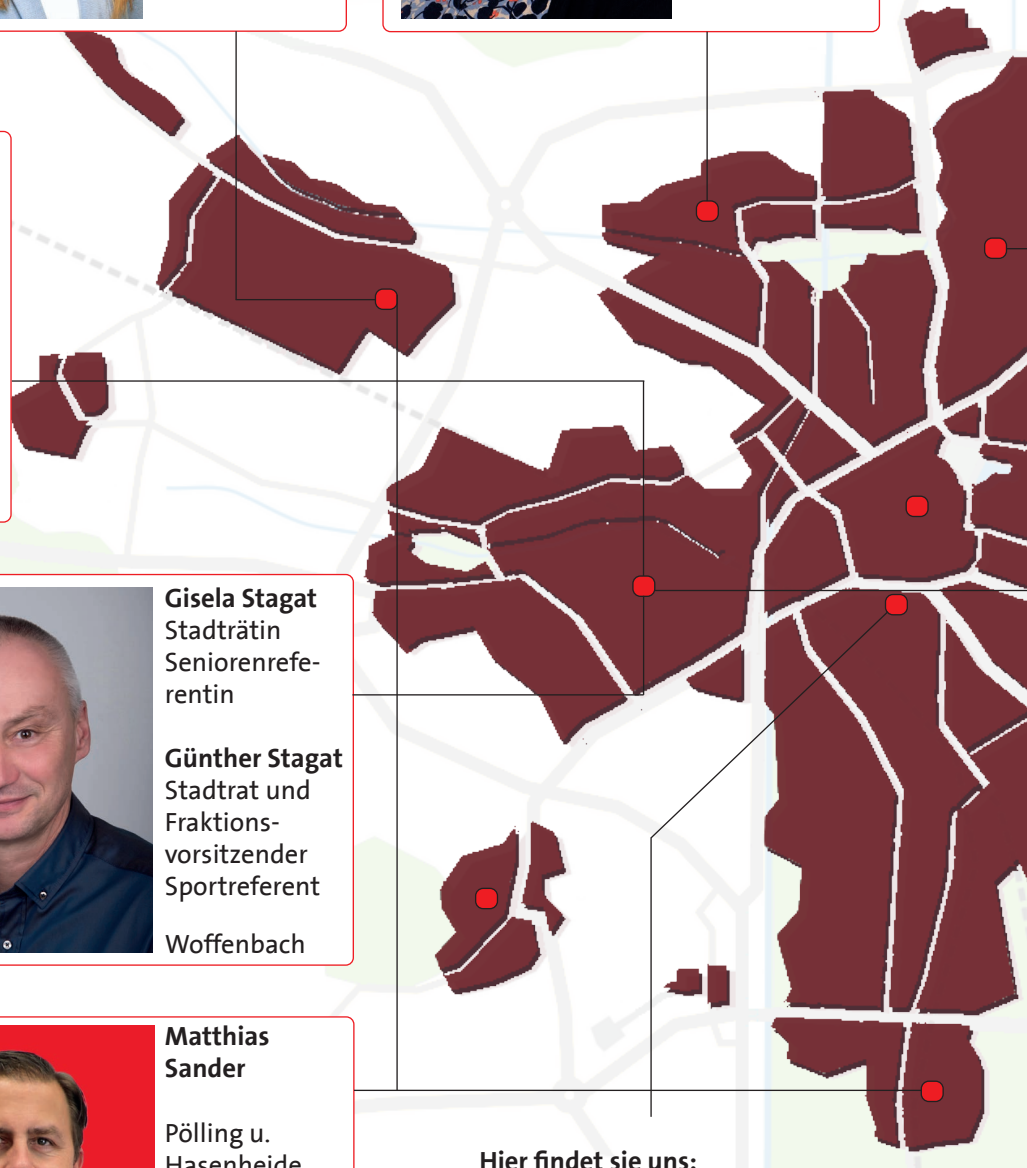 Gisela Stagat
Stadträtin
Seniorenrefe-
rentin
Günther Stagat
Stadtrat und
Fraktions-
vorsitzender
Sportreferent
Woffenbach
Matthias
Sander
Pölling u.
Hasenheide
Hier findet sie uns: